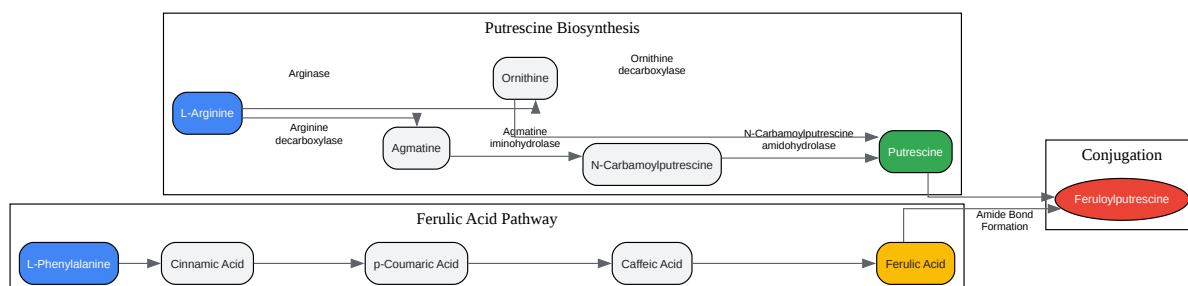 Putrescine Biosynthesis
Arginase
Ornithine
decarboxylase
Ornithine
L-Arginine
Arginine
decarboxylase
Agmatine
Agmatine
iminohydrolase
N-Carbamoylputrescine
N-Carbamoylputrescine
amidohydrolase
Putrescine
Conjugation
Feruloylputrescine
Amide Bond
Formation
Ferulic Acid Pathway
L-Phenylalanine
Cinnamic Acid
p-Coumaric Acid
Caffeic Acid
Ferulic Acid